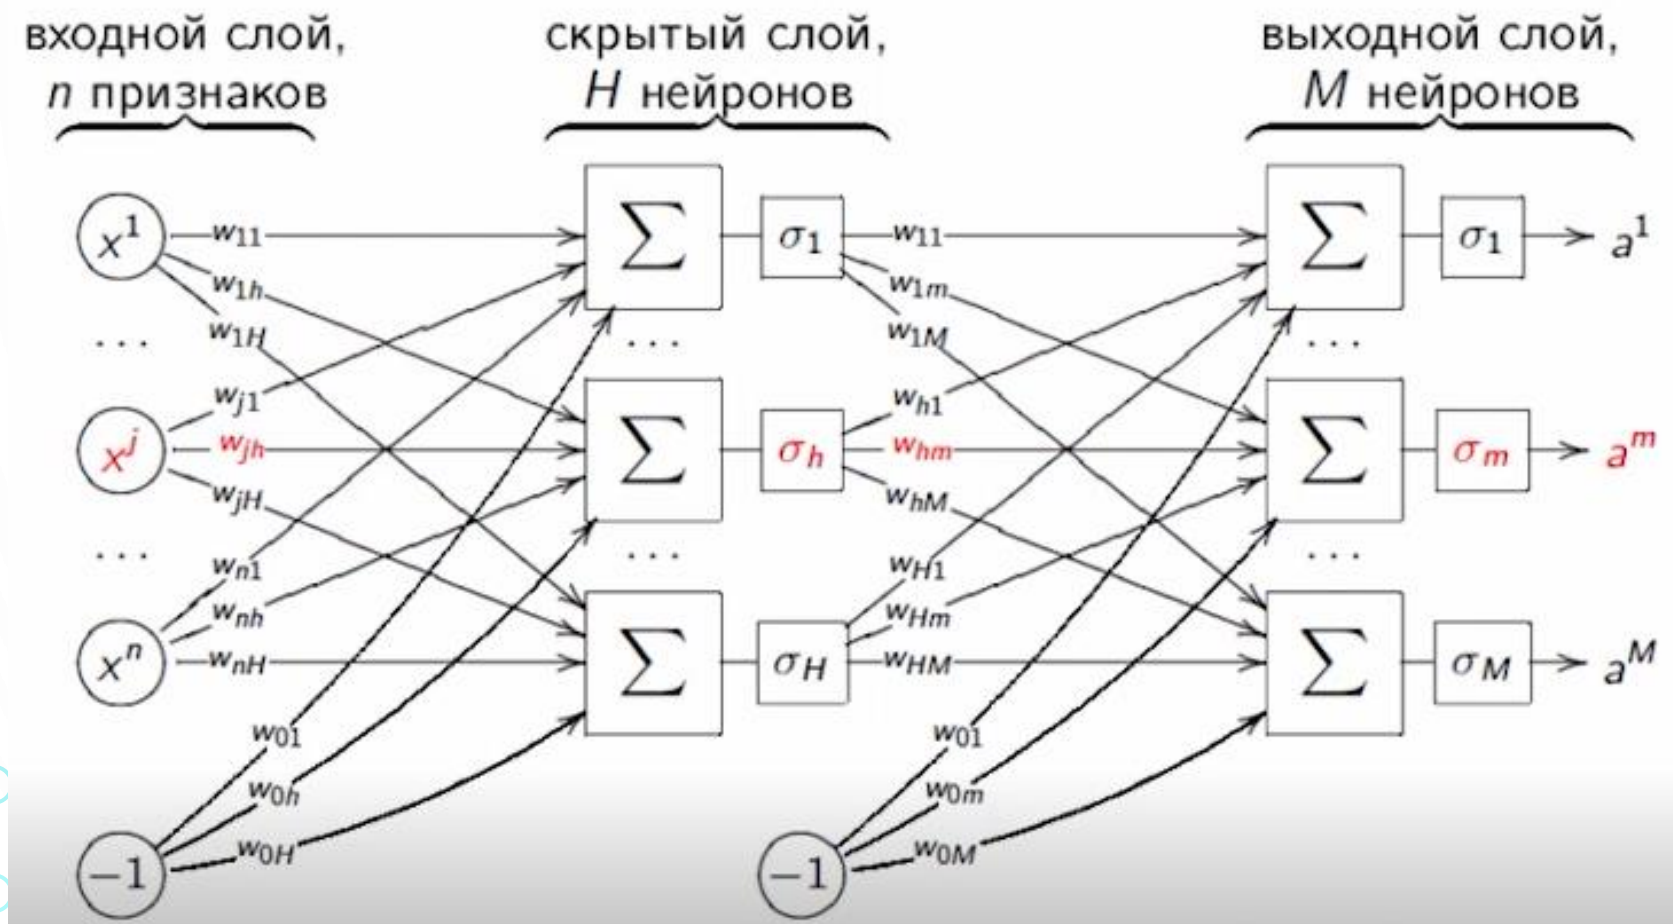 входной слой,
n признаков
скрытый слой,
H нейронов
выходной слой,
M нейронов
x^1
w_11
w_1h
w_1H
. . .
w_j1
x^j
w_jh
w_jH
. . .
w_n1
w_nh
x^n
w_nH
w_01
w_0h
w_0H
−1
∑
σ_1
. . .
∑
σ_h
. . .
∑
σ_H
w_11
w_1m
w_1M
w_h1
w_hm
w_hM
w_H1
w_Hm
w_HM
w_01
w_0m
w_0M
−1
∑
σ_1
a^1
. . .
∑
σ_m
a^m
. . .
∑
σ_M
a^M